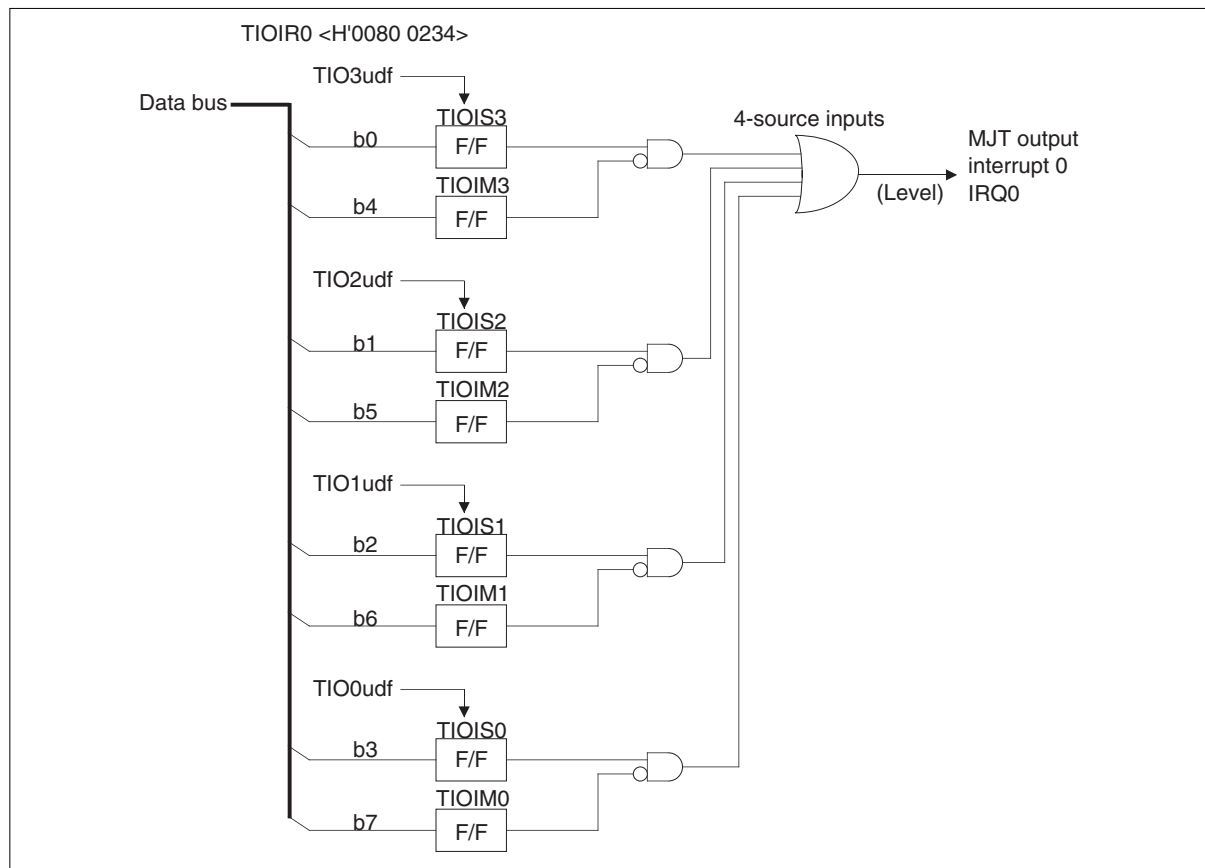 TIOIR0 <H'0080 0234>
TIO3udf
Data bus
TIOIS3
b0
F/F
TIOIM3
b4
F/F
4-source inputs
MJT output
interrupt 0
IRQ0
(Level)
TIO2udf
TIOIS2
b1
F/F
TIOIM2
b5
F/F
TIO1udf
TIOIS1
b2
F/F
TIOIM1
b6
F/F
TIO0udf
TIOIS0
b3
F/F
TIOIM0
b7
F/F